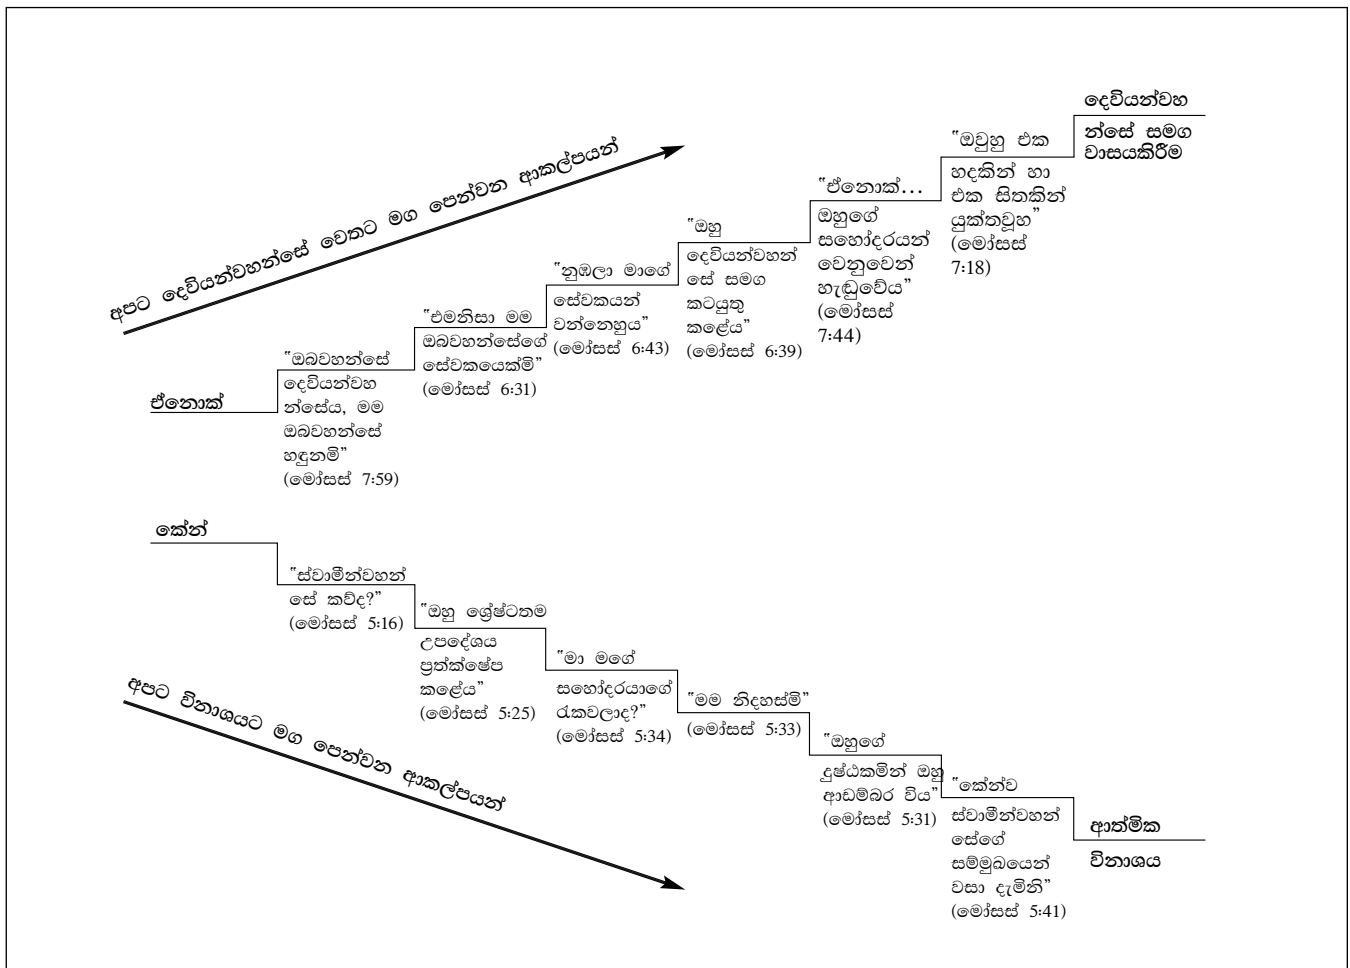 අපට දෙවියන්වහන්සේ වෙතට මග පෙන්වන ආකල්පයන්
ඒනොක්
"ඔබවහන්සේ
දෙවියන්වහ
න්සේය, මම
ඔබවහන්සේ
හඳුනමි"
(මෝසස් 7:59)
"එමනිසා මම
ඔබවහන්සේගේ
සේවකයෙක්මි"
(මෝසස් 6:31)
"නුඹලා මාගේ
සේවකයන්
වන්නෙහුය"
(මෝසස් 6:43)
"ඔහු
දෙවියන්වහන්
සේ සමග
කටයුතු
කළේය"
(මෝසස් 6:39)
"ඒනොක්...
ඔහුගේ
සහෝදරයන්
වෙනුවෙන්
හැඬුවේය"
(මෝසස්
7:44)
"ඔවුහු එක
හදකින් හා
එක සිතකින්
යුක්තවූහ"
(මෝසස්
7:18)
දෙවියන්වහ
න්සේ සමග
වාසයකිරීම
කේන්
"ස්වාමීන්වහන්
සේ කව්ද?"
(මෝසස් 5:16)
"ඔහු ශ්‍රේෂ්ටතම
උපදේශය
ප්‍රත්ක්ෂේප
කළේය"
(මෝසස් 5:25)
"මා මගේ
සහෝදරයාගේ
රැකවලාද?"
(මෝසස් 5:34)
"මම නිදහස්මි"
(මෝසස් 5:33)
"ඔහුගේ
දුෂ්ඨකමින් ඔහු
ආඩම්බර විය"
(මෝසස් 5:31)
"කේන්ව
ස්වාමීන්වහන්
සේගේ
සම්මුඛයෙන්
වසා දැමිනි"
(මෝසස් 5:41)
ආත්මික
විනාශය
අපට විනාශයට මග පෙන්වන ආකල්පයන්